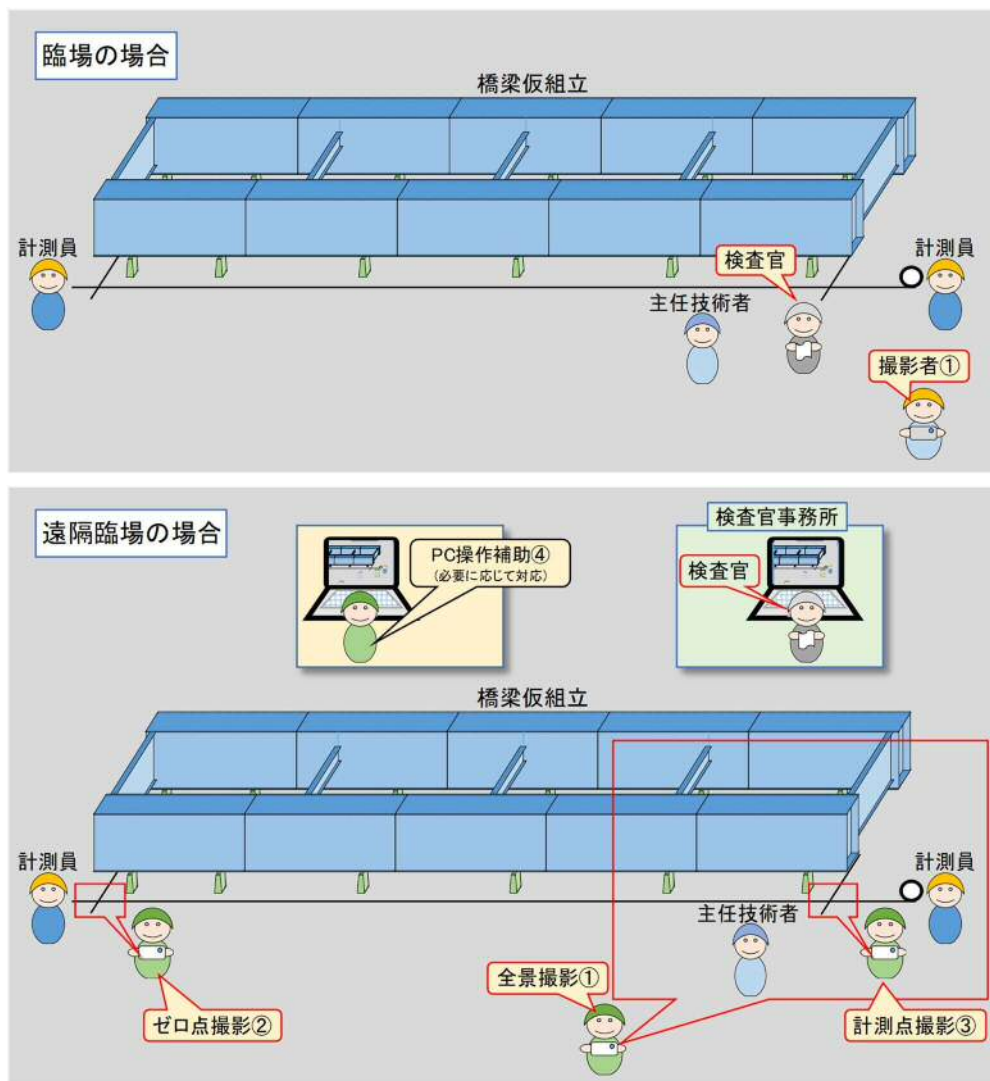 臨場の場合
橋梁仮組立
計測員
計測員
検査官
主任技術者
撮影者①
遠隔臨場の場合
PC操作補助④
(必要に応じて対応)
検査官事務所
検査官
橋梁仮組立
計測員
計測員
主任技術者
全景撮影①
ゼロ点撮影②
計測点撮影③